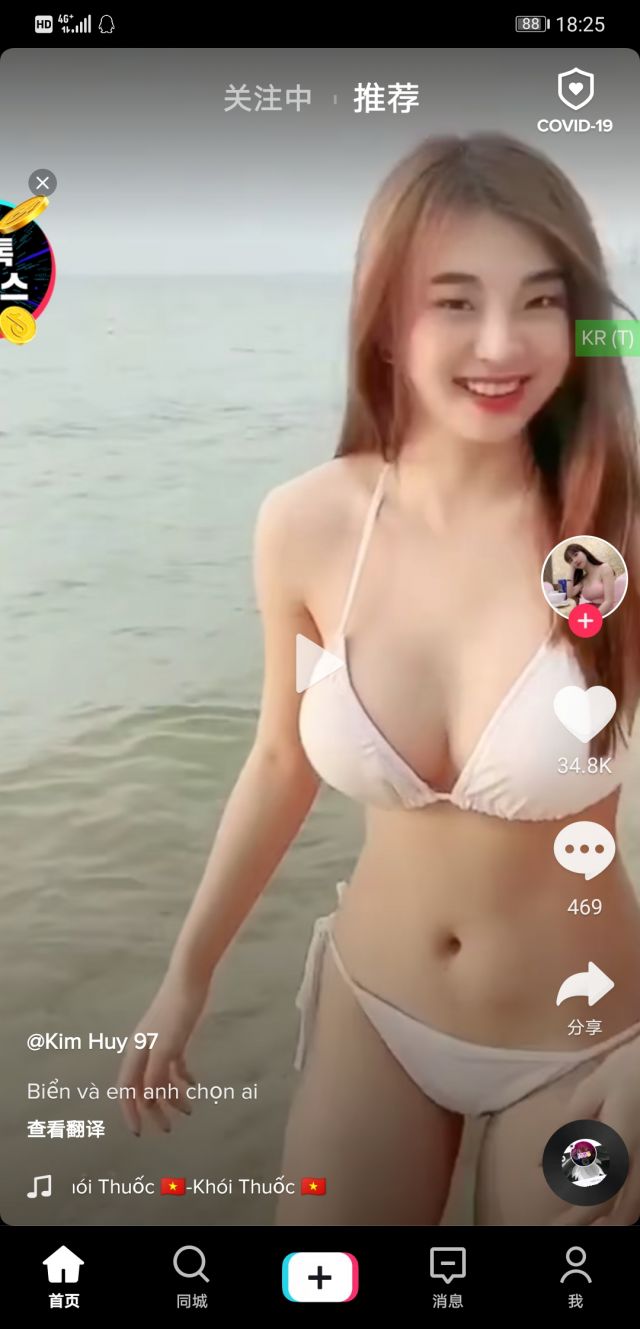 HD 4G+ 88 18:25
关注中 推荐
COVID-19
스
KR (T)
34.8K
469
分享
@Kim Huy 97
Biển và em anh chọn ai
查看翻译
ói Thuốc 🇻🇳-Khói Thuốc 🇻🇳
首页 同城 消息 我